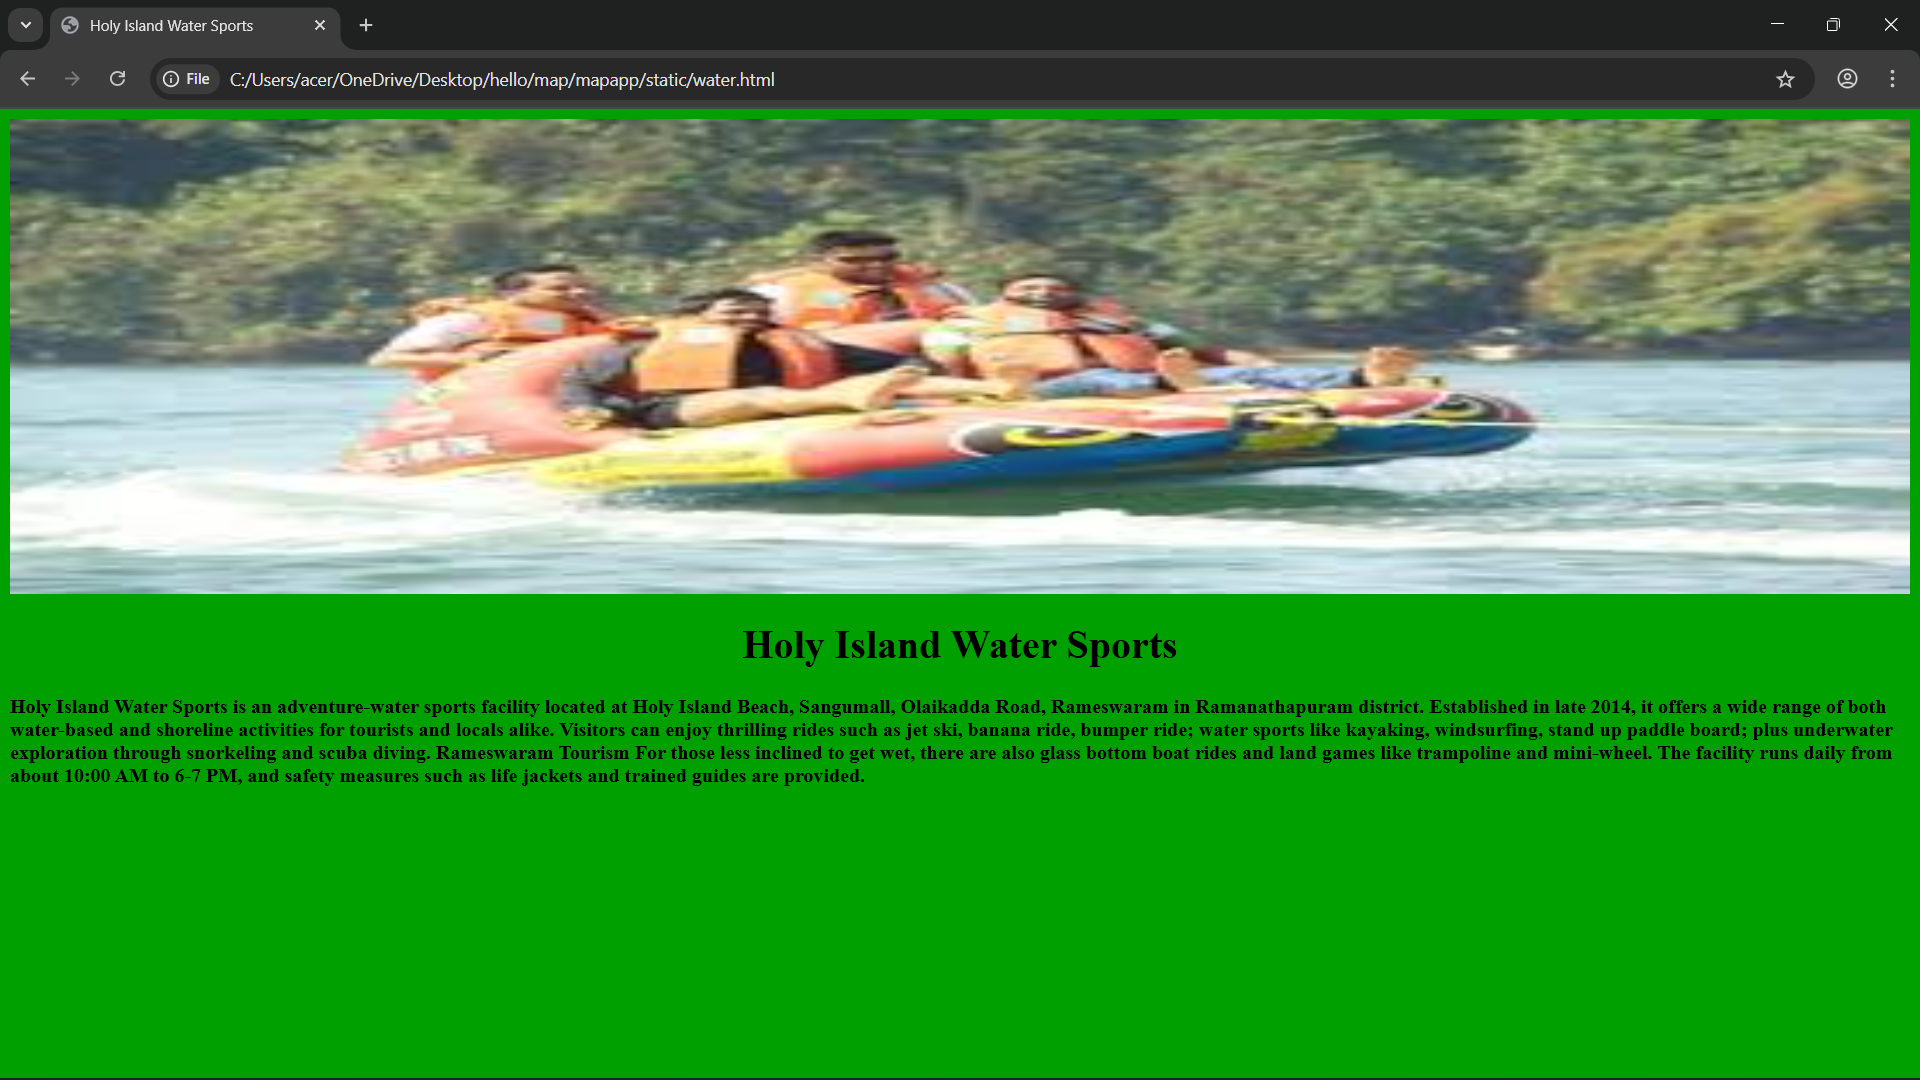 Holy Island Water Sports
File
C:/Users/acer/OneDrive/Desktop/hello/map/mapapp/static/water.html
Holy Island Water Sports
Holy Island Water Sports is an adventure-water sports facility located at Holy Island Beach, Sangumall, Olaikadda Road, Rameswaram in Ramanathapuram district. Established in late 2014, it offers a wide range of both
water-based and shoreline activities for tourists and locals alike. Visitors can enjoy thrilling rides such as jet ski, banana ride, bumper ride; water sports like kayaking, windsurfing, stand up paddle board; plus underwater
exploration through snorkeling and scuba diving. Rameswaram Tourism For those less inclined to get wet, there are also glass bottom boat rides and land games like trampoline and mini-wheel. The facility runs daily from
about 10:00 AM to 6-7 PM, and safety measures such as life jackets and trained guides are provided.